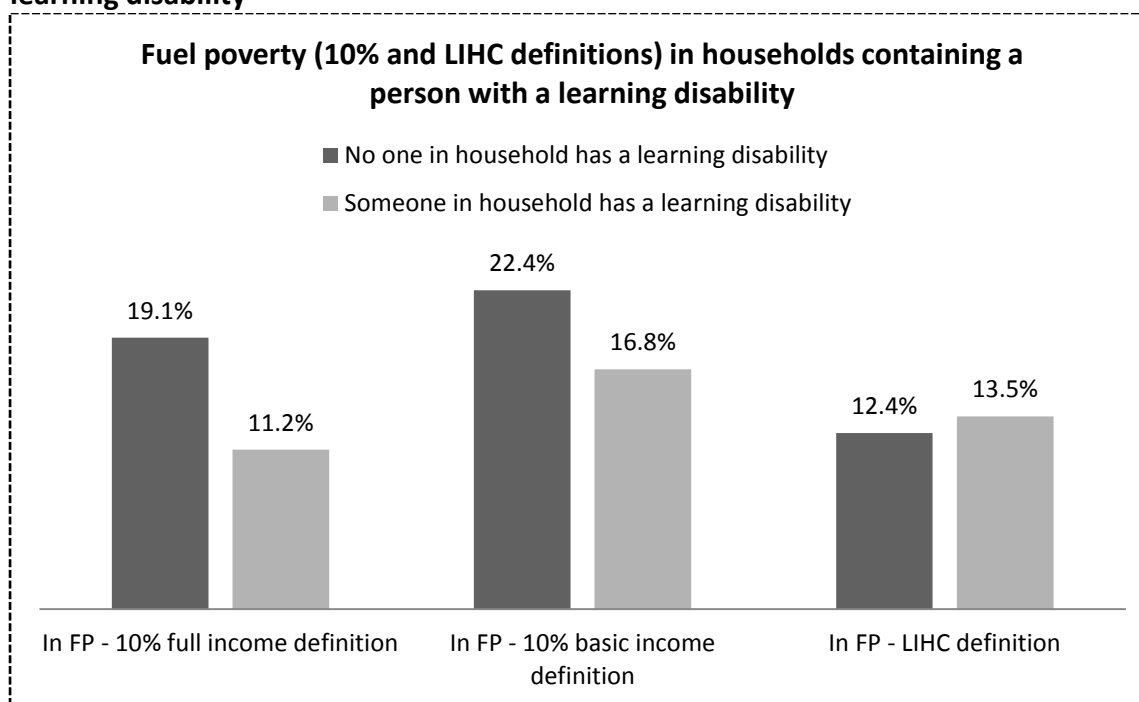 learning disability
Fuel poverty (10% and LIHC definitions) in households containing a
person with a learning disability
No one in household has a learning disability
Someone in household has a learning disability
22.4%
19.1%
16.8%
13.5%
12.4%
11.2%
In FP - 10% full income definition
In FP - 10% basic income
definition
In FP - LIHC definition